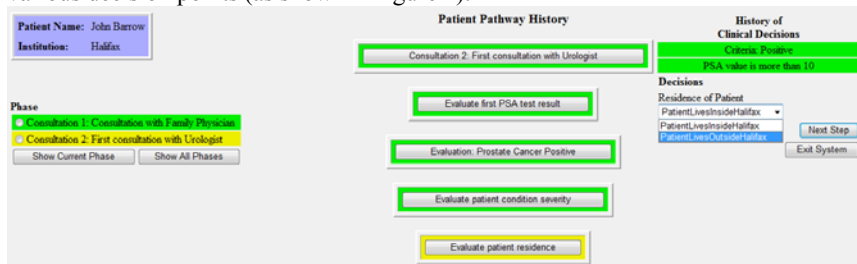 Patient Name: John Barrow
Institution: Halifax
Phase
Consultation 1: Consultation with Family Physician
Consultation 2: First consultation with Urologist
Show Current Phase
Show All Phases
Patient Pathway History
Consultation 2: First consultation with Urologist
Evaluate first PSA test result
Evaluation: Prostate Cancer Positive
Evaluate patient condition severity
Evaluate patient residence
History of
Clinical Decisions
Criteria: Positive
PSA value is more than 10
Decisions
Residence of Patient
PatientLivesInsideHalifax
PatientLivesInsideHalifax
PatientLivesOutsideHalifax
Next Step
Exit System